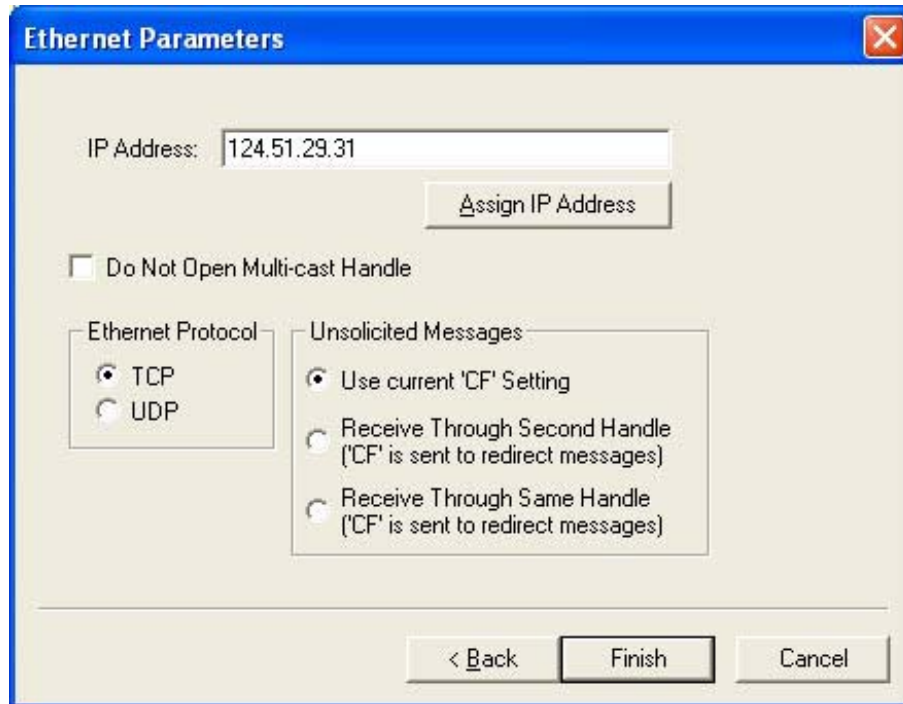 Ethernet Parameters
IP Address: 124.51.29.31
Assign IP Address
Do Not Open Multi-cast Handle
Ethernet Protocol
TCP
UDP
Unsolicited Messages
Use current 'CF' Setting
Receive Through Second Handle
('CF' is sent to redirect messages)
Receive Through Same Handle
('CF' is sent to redirect messages)
< Back
Finish
Cancel